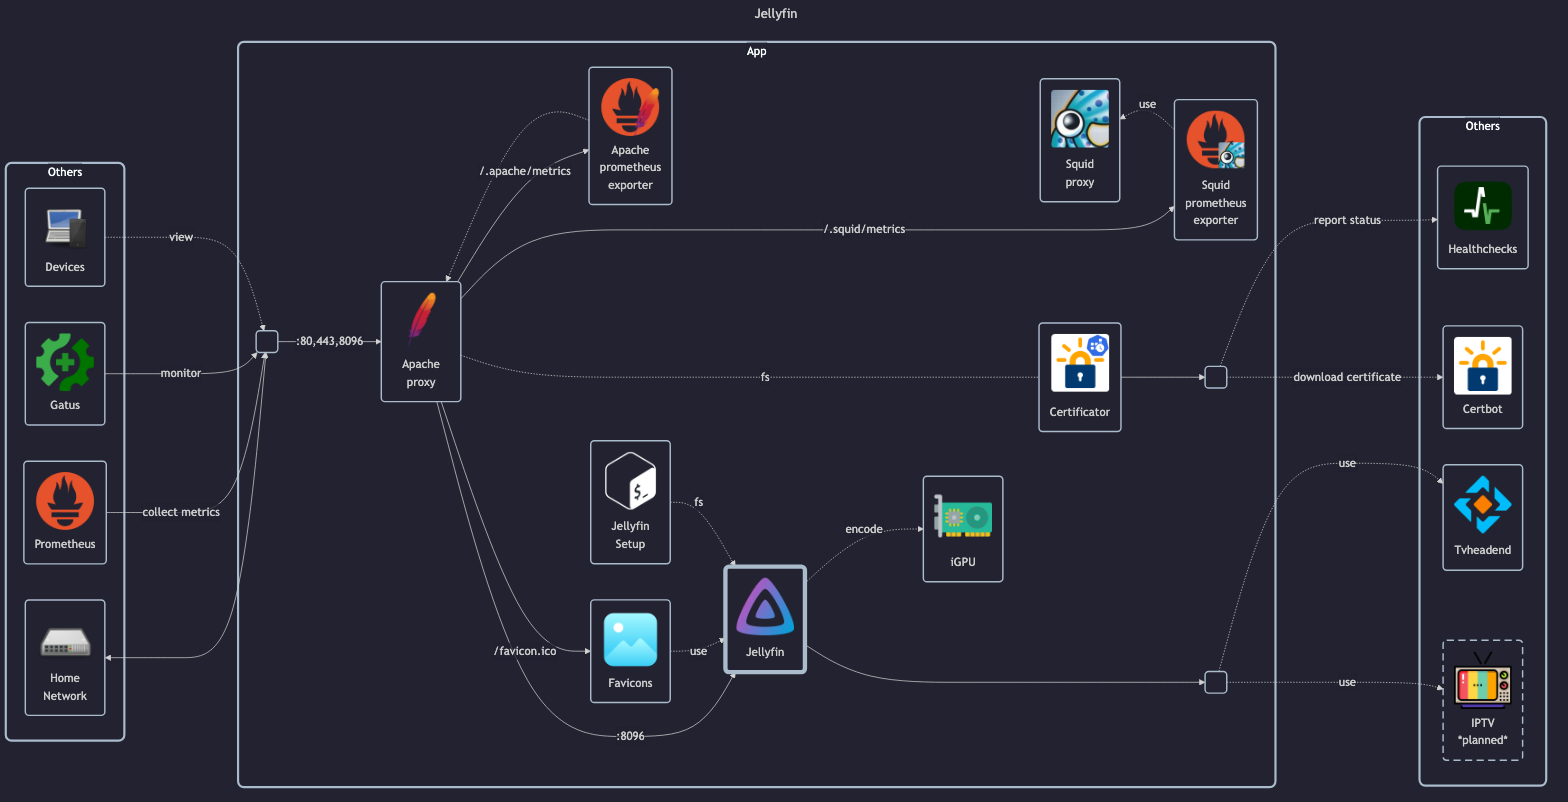 Jellyfin
App
Others
Devices
Gatus
Prometheus
Home
Network
view
monitor
collect metrics
:80,443,8096
Apache
proxy
/.apache/metrics
Apache
prometheus
exporter
/.squid/metrics
Squid
proxy
use
Squid
prometheus
exporter
fs
Certificator
$_
Jellyfin
Setup
fs
/favicon.ico
Favicons
use
:8096
Jellyfin
encode
iGPU
report status
download certificate
use
use
Others
Healthchecks
Certbot
Tvheadend
IPTV
*planned*